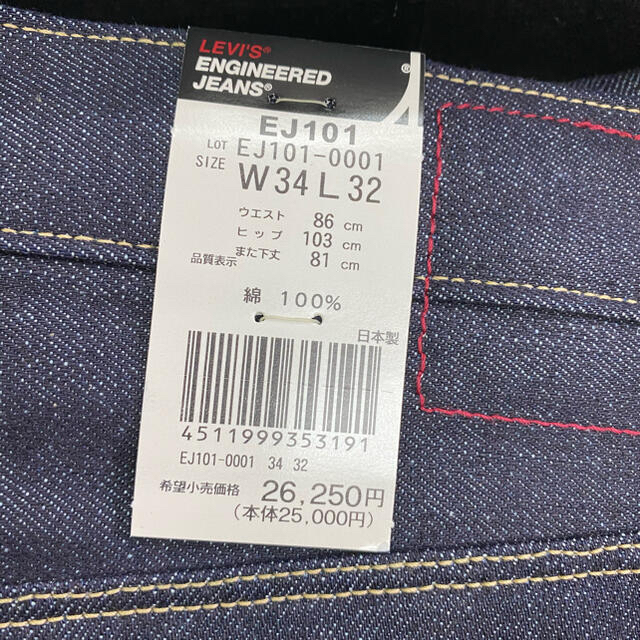 LEVI'S®
ENGINEERED
JEANS®
®
EJ101
LOT EJ101-0001
SIZE W34 L32
ウエスト 86 cm
ヒップ 103 cm
また下丈 81 cm
品質表示
綿 100%
日本製
4511999353191
EJ101-0001 34 32
希望小売価格 26,250円
(本体25,000円)